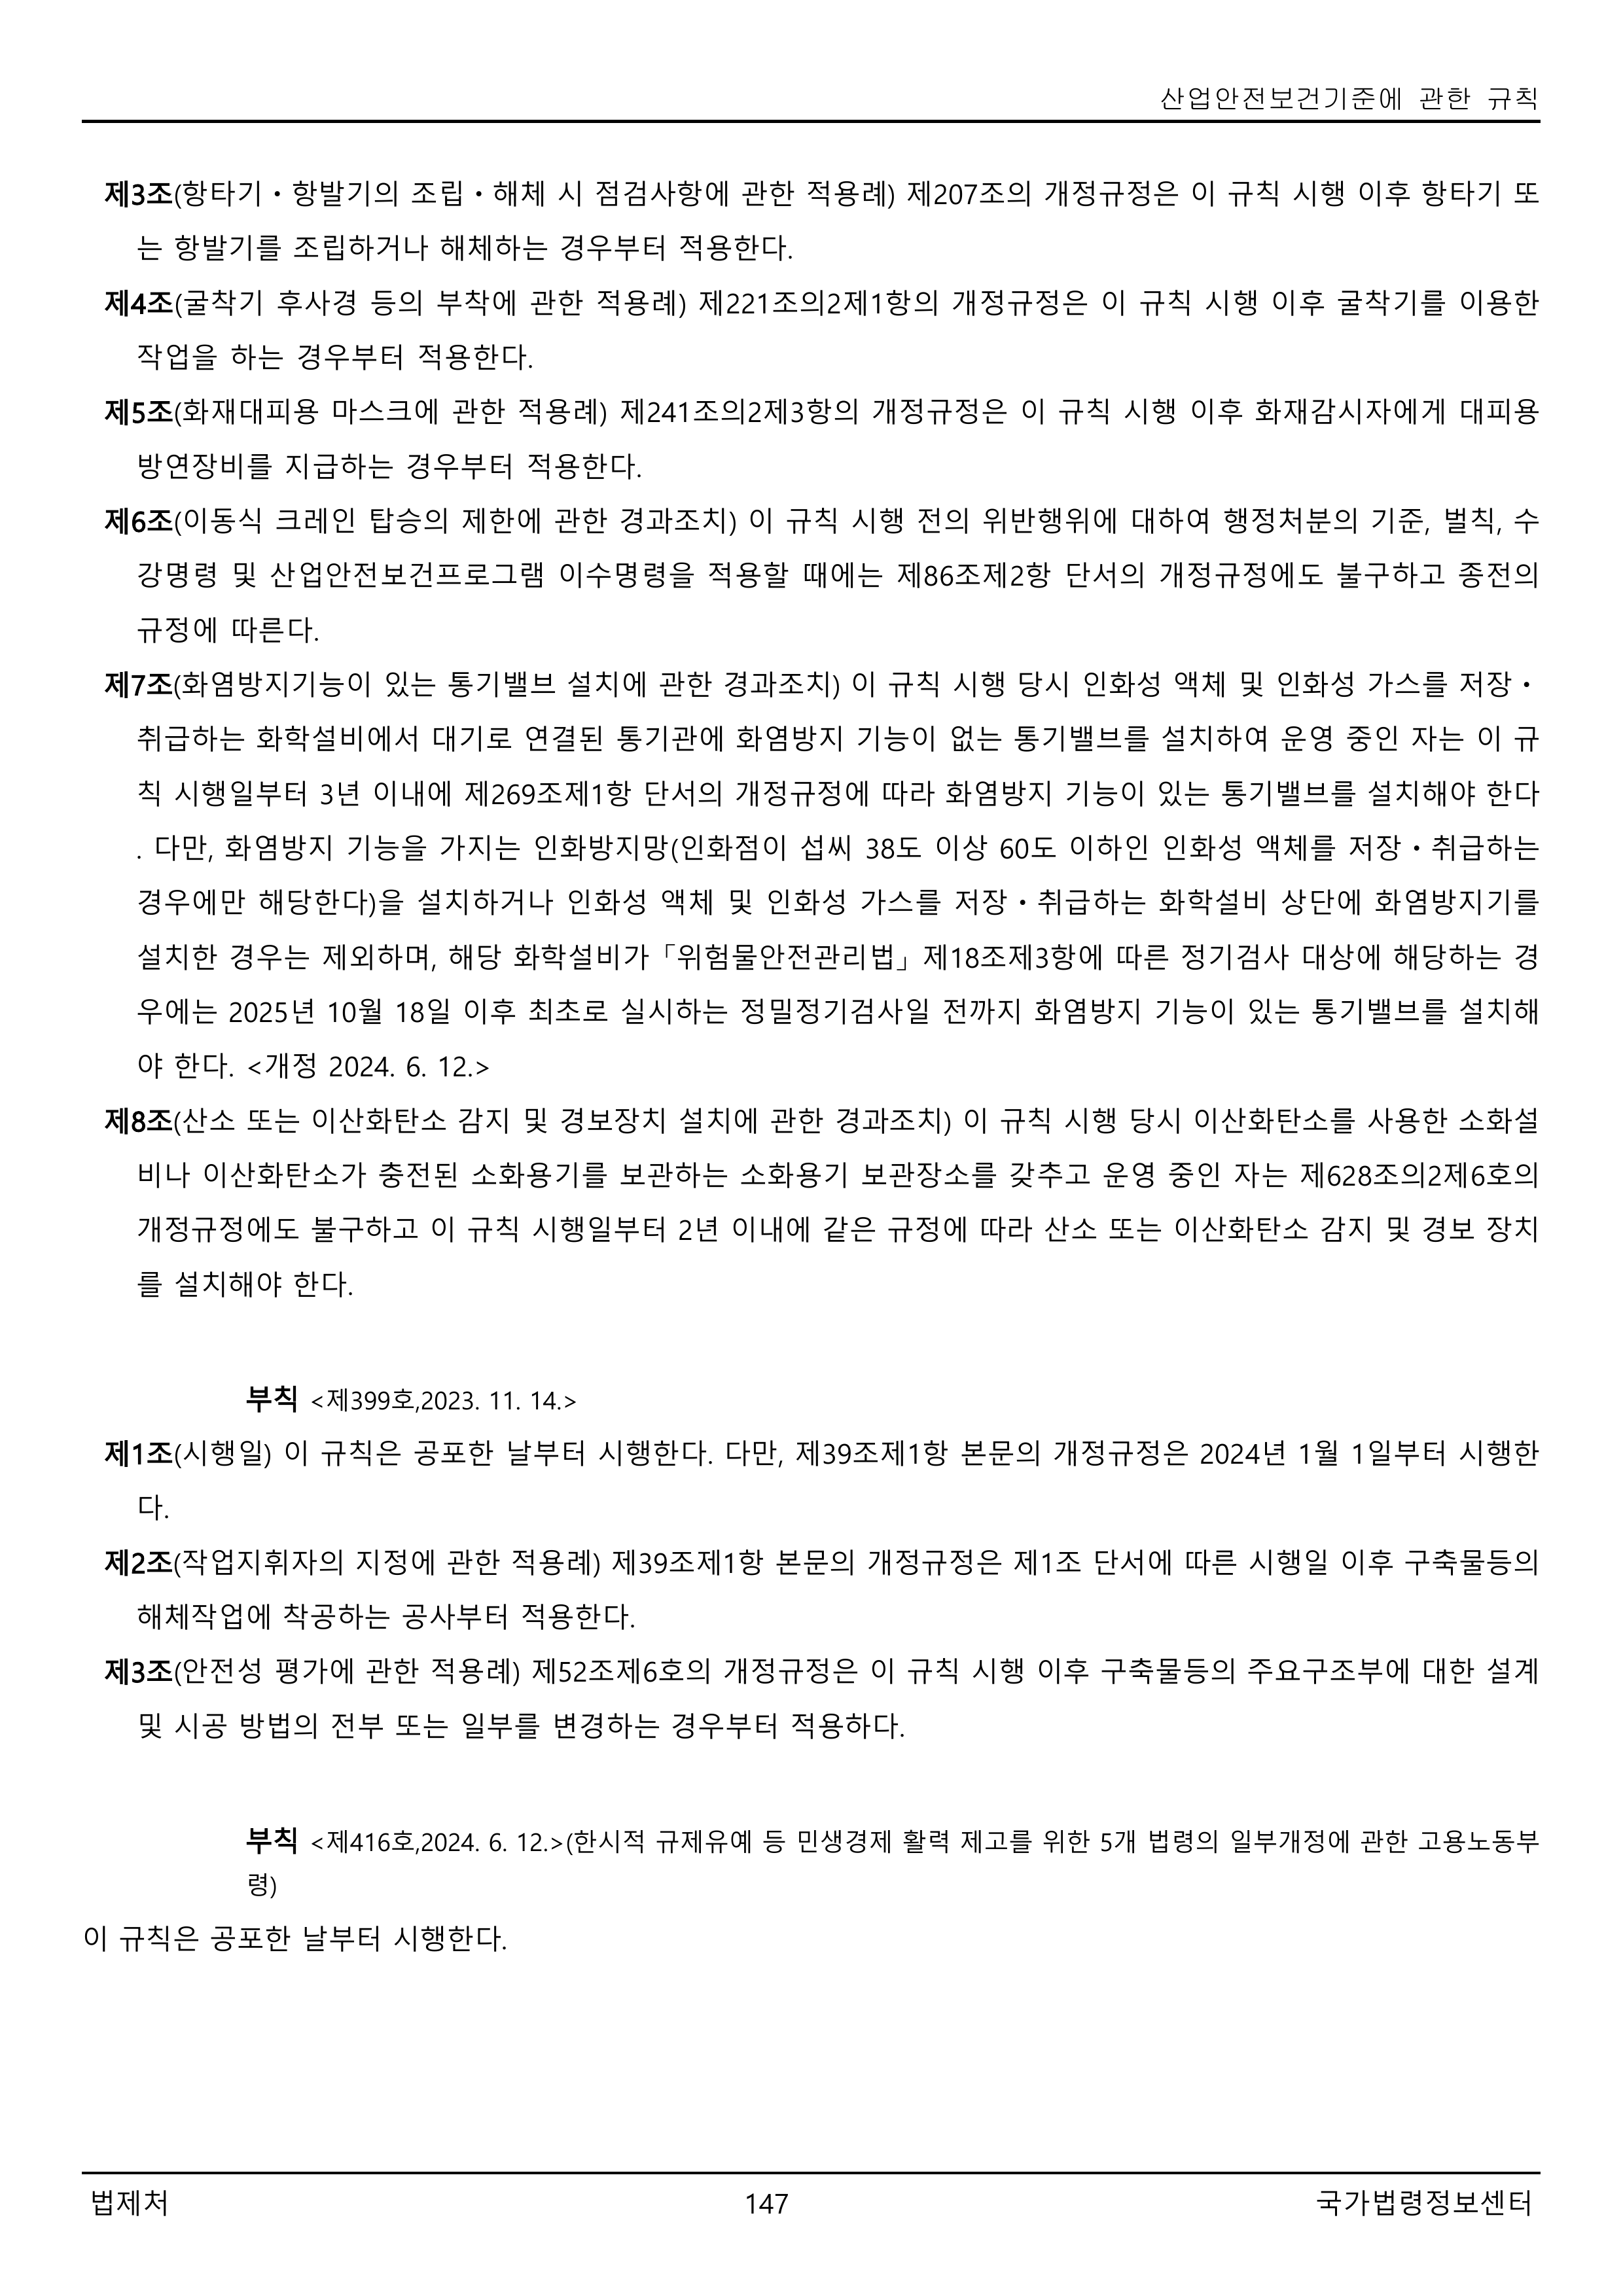 산업안전보건기준에 관한 규칙
제3조(항타기ㆍ항발기의 조립ㆍ해체 시 점검사항에 관한 적용례) 제207조의 개정규정은 이 규칙 시행 이후 항타기 또
는 항발기를 조립하거나 해체하는 경우부터 적용한다.
제4조(굴착기 후사경 등의 부착에 관한 적용례) 제221조의2제1항의 개정규정은 이 규칙 시행 이후 굴착기를 이용한
작업을 하는 경우부터 적용한다.
제5조(화재대피용 마스크에 관한 적용례) 제241조의2제3항의 개정규정은 이 규칙 시행 이후 화재감시자에게 대피용
방연장비를 지급하는 경우부터 적용한다.
제6조(이동식 크레인 탑승의 제한에 관한 경과조치) 이 규칙 시행 전의 위반행위에 대하여 행정처분의 기준, 벌칙, 수
강명령 및 산업안전보건프로그램 이수명령을 적용할 때에는 제86조제2항 단서의 개정규정에도 불구하고 종전의
규정에 따른다.
제7조(화염방지기능이 있는 통기밸브 설치에 관한 경과조치) 이 규칙 시행 당시 인화성 액체 및 인화성 가스를 저장ㆍ
취급하는 화학설비에서 대기로 연결된 통기관에 화염방지 기능이 없는 통기밸브를 설치하여 운영 중인 자는 이 규
칙 시행일부터 3년 이내에 제269조제1항 단서의 개정규정에 따라 화염방지 기능이 있는 통기밸브를 설치해야 한다
. 다만, 화염방지 기능을 가지는 인화방지망(인화점이 섭씨 38도 이상 60도 이하인 인화성 액체를 저장ㆍ취급하는
경우에만 해당한다)을 설치하거나 인화성 액체 및 인화성 가스를 저장ㆍ취급하는 화학설비 상단에 화염방지기를
설치한 경우는 제외하며, 해당 화학설비가 「위험물안전관리법」 제18조제3항에 따른 정기검사 대상에 해당하는 경
우에는 2025년 10월 18일 이후 최초로 실시하는 정밀정기검사일 전까지 화염방지 기능이 있는 통기밸브를 설치해
야 한다. <개정 2024. 6. 12.>
제8조(산소 또는 이산화탄소 감지 및 경보장치 설치에 관한 경과조치) 이 규칙 시행 당시 이산화탄소를 사용한 소화설
비나 이산화탄소가 충전된 소화용기를 보관하는 소화용기 보관장소를 갖추고 운영 중인 자는 제628조의2제6호의
개정규정에도 불구하고 이 규칙 시행일부터 2년 이내에 같은 규정에 따라 산소 또는 이산화탄소 감지 및 경보 장치
를 설치해야 한다.
부칙 <제399호,2023. 11. 14.>
제1조(시행일) 이 규칙은 공포한 날부터 시행한다. 다만, 제39조제1항 본문의 개정규정은 2024년 1월 1일부터 시행한
다.
제2조(작업지휘자의 지정에 관한 적용례) 제39조제1항 본문의 개정규정은 제1조 단서에 따른 시행일 이후 구축물등의
해체작업에 착공하는 공사부터 적용한다.
제3조(안전성 평가에 관한 적용례) 제52조제6호의 개정규정은 이 규칙 시행 이후 구축물등의 주요구조부에 대한 설계
및 시공 방법의 전부 또는 일부를 변경하는 경우부터 적용하다.
부칙 <제416호,2024. 6. 12.>(한시적 규제유예 등 민생경제 활력 제고를 위한 5개 법령의 일부개정에 관한 고용노동부
령)
이 규칙은 공포한 날부터 시행한다.
법제처 147 국가법령정보센터